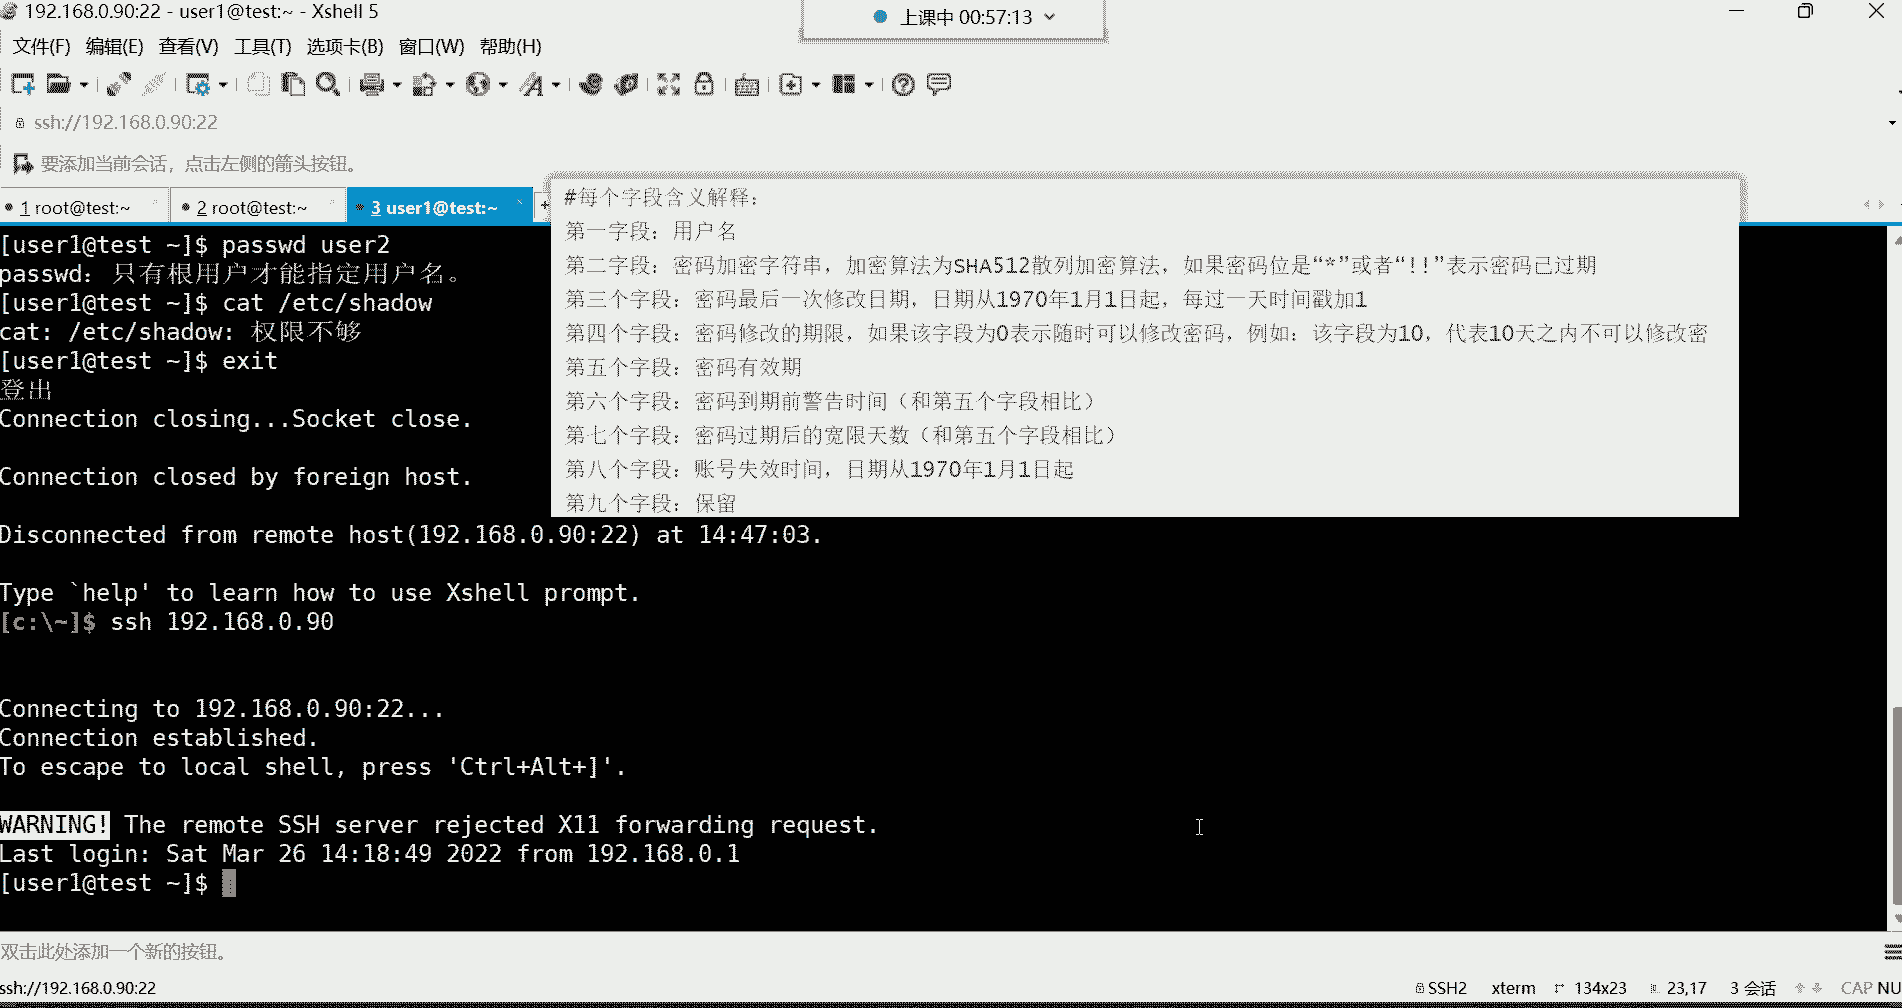 192.168.0.90:22 - user1@test:~ - Xshell 5
上课中 00:57:13
文件(F) 编辑(E) 查看(V) 工具(T) 选项卡(B) 窗口(W) 帮助(H)
ssh://192.168.0.90:22
要添加当前会话，点击左侧的箭头按钮。
1 root@test:~ 2 root@test:~ 3 user1@test:~
#每个字段含义解释：
第一字段：用户名
第二字段：密码加密字符串，加密算法为SHA512散列加密算法，如果密码位是“*”或者“!!”表示密码已过期
第三个字段：密码最后一次修改日期，日期从1970年1月1日起，每过一天时间戳加1
第四个字段：密码修改的期限，如果该字段为0表示随时可以修改密码，例如：该字段为10，代表10天之内不可以修改密
第五个字段：密码有效期
第六个字段：密码到期前警告时间（和第五个字段相比）
第七个字段：密码过期后的宽限天数（和第五个字段相比）
第八个字段：账号失效时间，日期从1970年1月1日起
第九个字段：保留
[user1@test ~]$ passwd user2
passwd：只有根用户才能指定用户名。
[user1@test ~]$ cat /etc/shadow
cat: /etc/shadow: 权限不够
[user1@test ~]$ exit
登出
Connection closing...Socket close.
Connection closed by foreign host.
Disconnected from remote host(192.168.0.90:22) at 14:47:03.
Type `help' to learn how to use Xshell prompt.
[c:\~]$ ssh 192.168.0.90
Connecting to 192.168.0.90:22...
Connection established.
To escape to local shell, press 'Ctrl+Alt+]'.
WARNING! The remote SSH server rejected X11 forwarding request.
Last login: Sat Mar 26 14:18:49 2022 from 192.168.0.1
[user1@test ~]$
双击此处添加一个新的按钮。
ssh://192.168.0.90:22 SSH2 xterm 134x23 23,17 3 会话 CAP NU